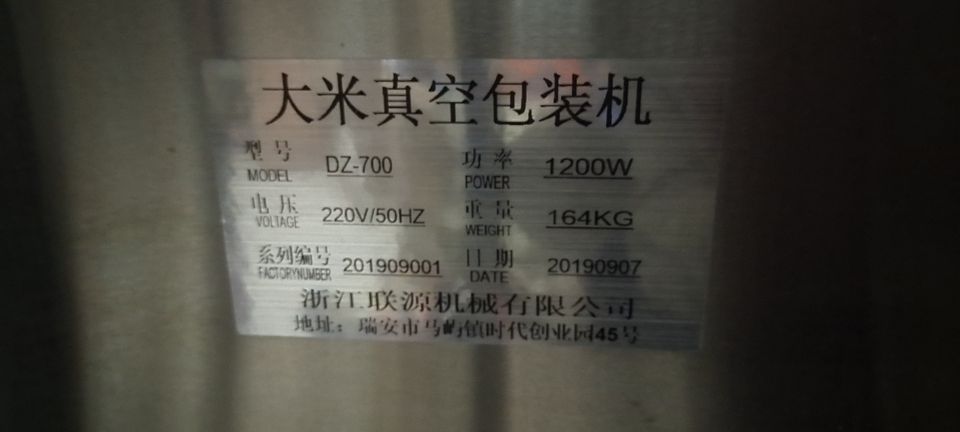 大米真空包装机
型号 DZ-700 功率 1200W
MODEL POWER
电压 220V/50HZ 重量 164KG
VOLTAGE WEIGHT
系列编号 201909001 日期 20190907
FACTORYNUMBER DATE
浙江联源机械有限公司
地址：瑞安市马屿镇时代创业园45号